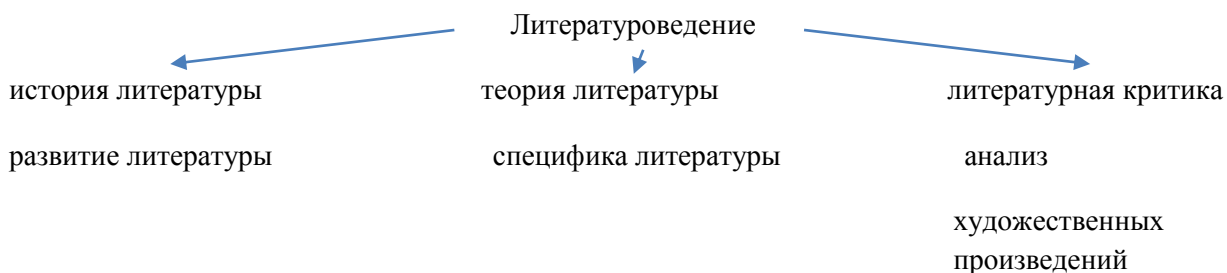 Литературоведение
история литературы теория литературы литературная критика
развитие литературы специфика литературы анализ
художественных
произведений